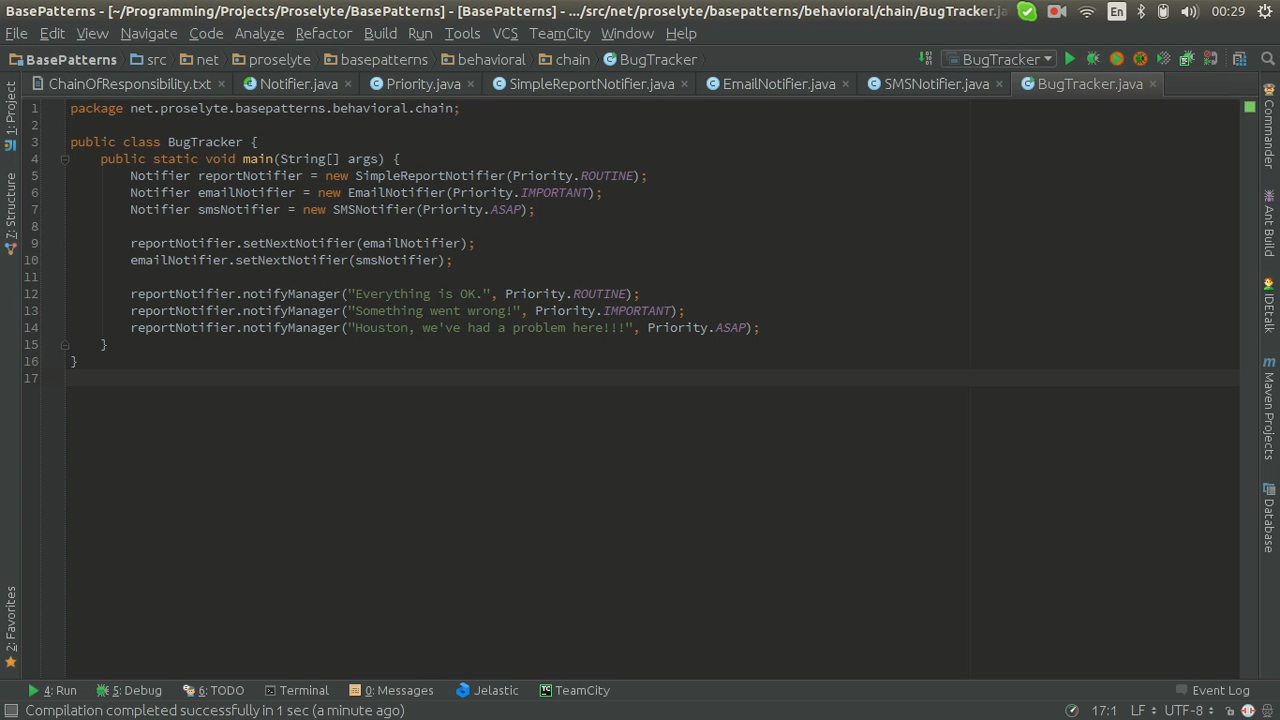 BasePatterns - [~/Programming/Projects/Proselyte/BasePatterns] - [BasePatterns] - .../src/net/proselyte/basepatterns/behavioral/chain/BugTracker.ja
En
00:29
File Edit View Navigate Code Analyze Refactor Build Run Tools VCS TeamCity Window Help
BasePatterns src net proselyte basepatterns behavioral chain BugTracker
BugTracker
ChainOfResponsibility.txt Notifier.java Priority.java SimpleReportNotifier.java EmailNotifier.java SMSNotifier.java BugTracker.java
1 package net.proselyte.basepatterns.behavioral.chain;
2
3 public class BugTracker {
4 public static void main(String[] args) {
5 Notifier reportNotifier = new SimpleReportNotifier(Priority.ROUTINE);
6 Notifier emailNotifier = new EmailNotifier(Priority.IMPORTANT);
7 Notifier smsNotifier = new SMSNotifier(Priority.ASAP);
8
9 reportNotifier.setNextNotifier(emailNotifier);
10 emailNotifier.setNextNotifier(smsNotifier);
11
12 reportNotifier.notifyManager("Everything is OK.", Priority.ROUTINE);
13 reportNotifier.notifyManager("Something went wrong!", Priority.IMPORTANT);
14 reportNotifier.notifyManager("Houston, we've had a problem here!!!", Priority.ASAP);
15 }
16 }
17
1: Project
7: Structure
2: Favorites
Commander
Ant Build
IDEtalk
Maven Projects
Database
4: Run 5: Debug 6: TODO Terminal 0: Messages Jelastic TeamCity Event Log
Compilation completed successfully in 1 sec (a minute ago) 17:1 LF UTF-8